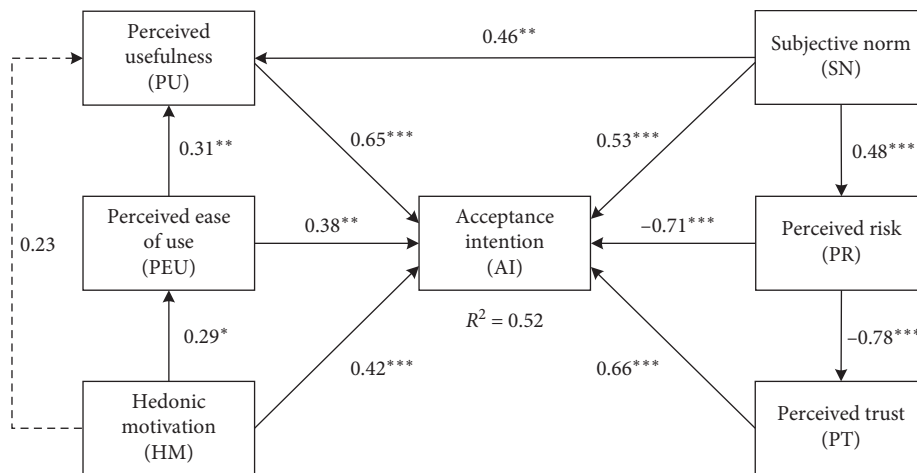 Perceived
usefulness
(PU)
0.46**
Subjective norm
(SN)
0.31**
0.65***
0.53***
0.48***
0.23
Perceived ease
of use
(PEU)
0.38**
Acceptance
intention
(AI)
–0.71***
Perceived risk
(PR)
R² = 0.52
0.29*
0.42***
0.66***
–0.78***
Hedonic
motivation
(HM)
Perceived trust
(PT)